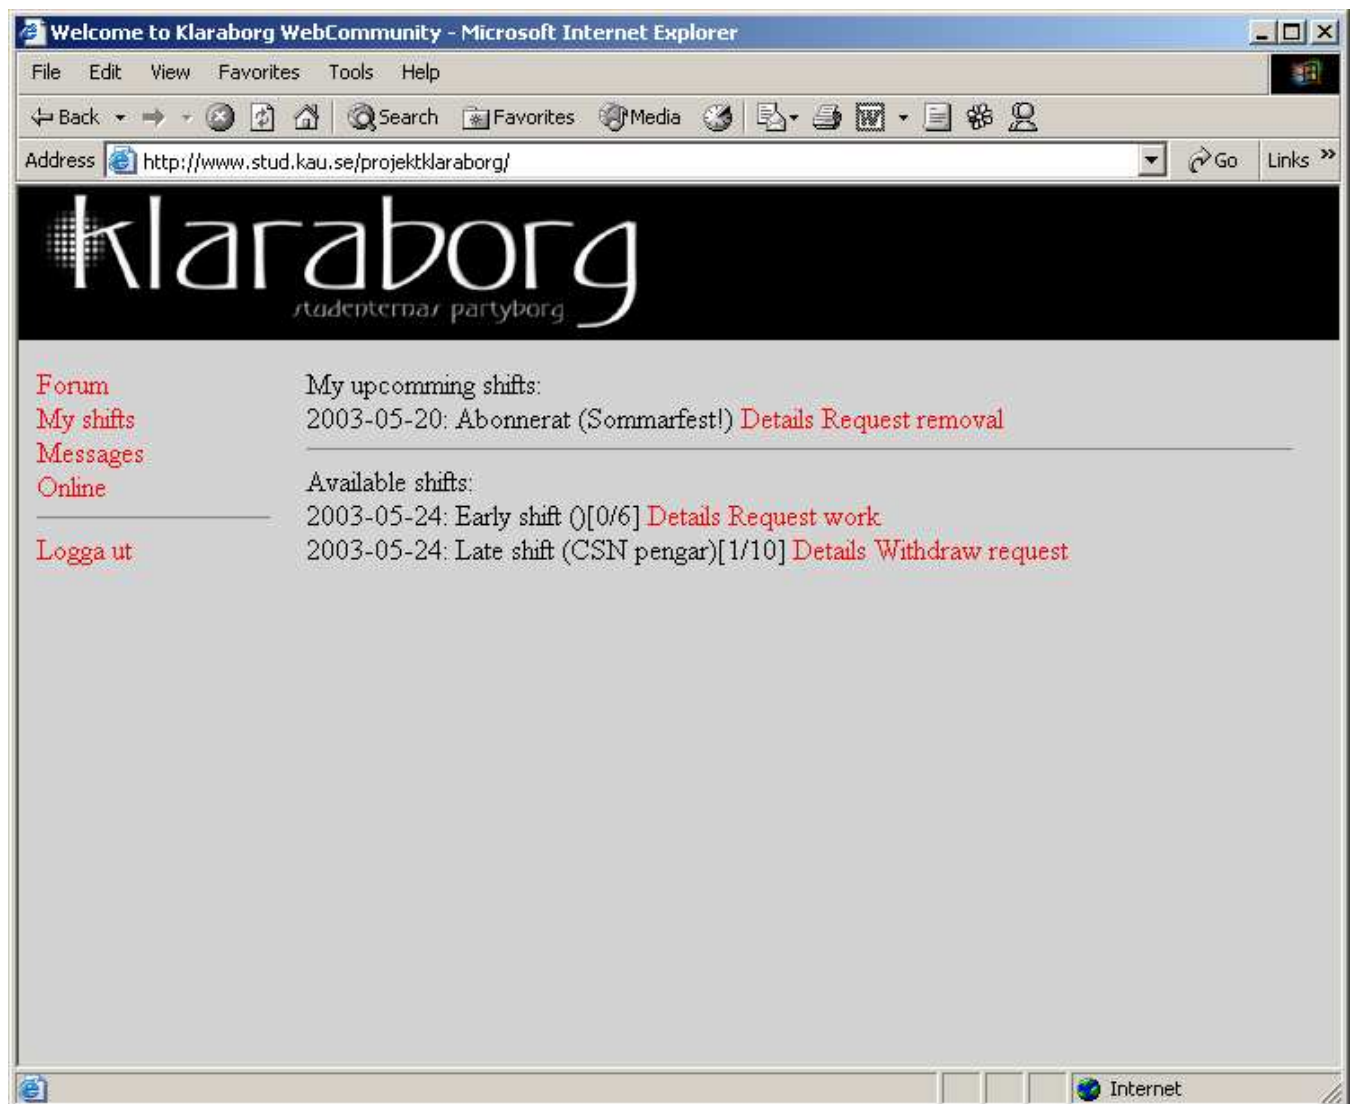 Welcome to Klaraborg WebCommunity - Microsoft Internet Explorer
File Edit View Favorites Tools Help
Back Search Favorites Media
Address http://www.stud.kau.se/projektklaraborg/ Go Links »
klaraborg
studenternas partyborg
Forum
My shifts
Messages
Online
Logga ut
My upcomming shifts:
2003-05-20: Abonnerat (Sommarfest!) Details Request removal
Available shifts:
2003-05-24: Early shift ()[0/6] Details Request work
2003-05-24: Late shift (CSN pengar)[1/10] Details Withdraw request
Internet